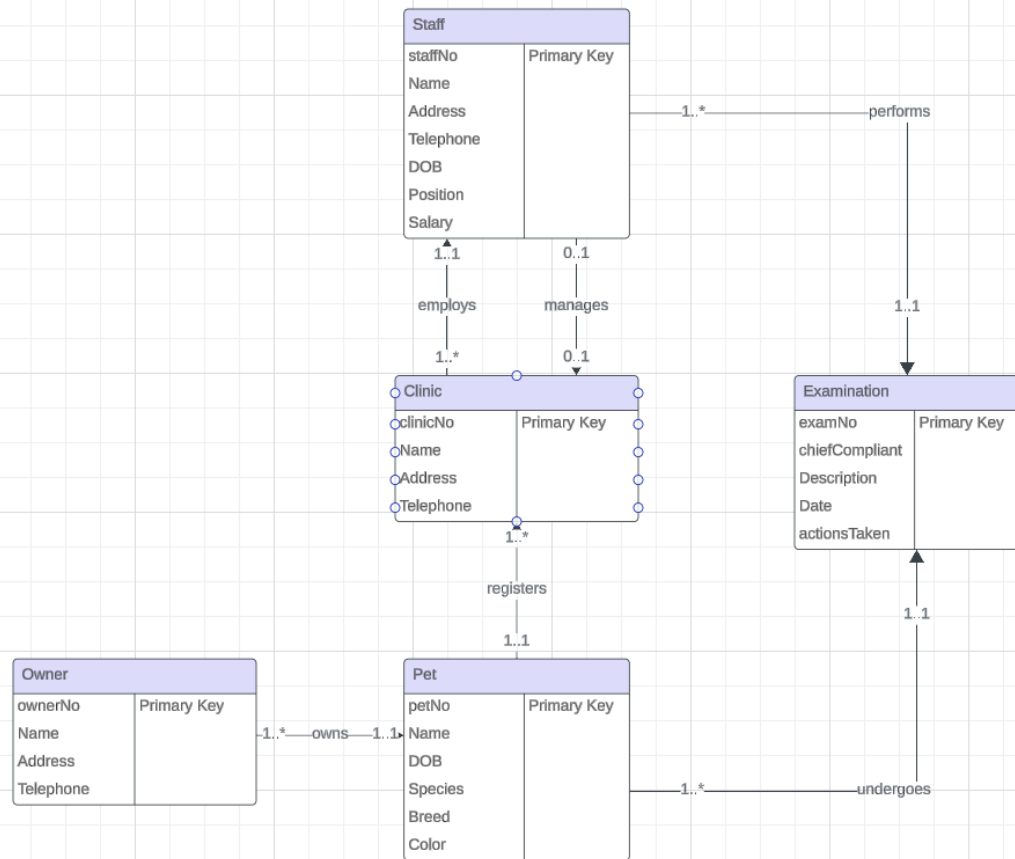 Staff
staffNo Primary Key
Name
Address
Telephone
DOB
Position
Salary
1..* performs
1..1
1..1 0..1
employs manages
1..* 0..1
Clinic
clinicNo Primary Key
Name
Address
Telephone
Examination
examNo Primary Key
chiefCompliant
Description
Date
actionsTaken
1..*
registers
1..1
1..1
Owner
ownerNo Primary Key
Name
Address
Telephone
1..* owns 1..1
Pet
petNo Primary Key
Name
DOB
Species
Breed
Color
1..* undergoes